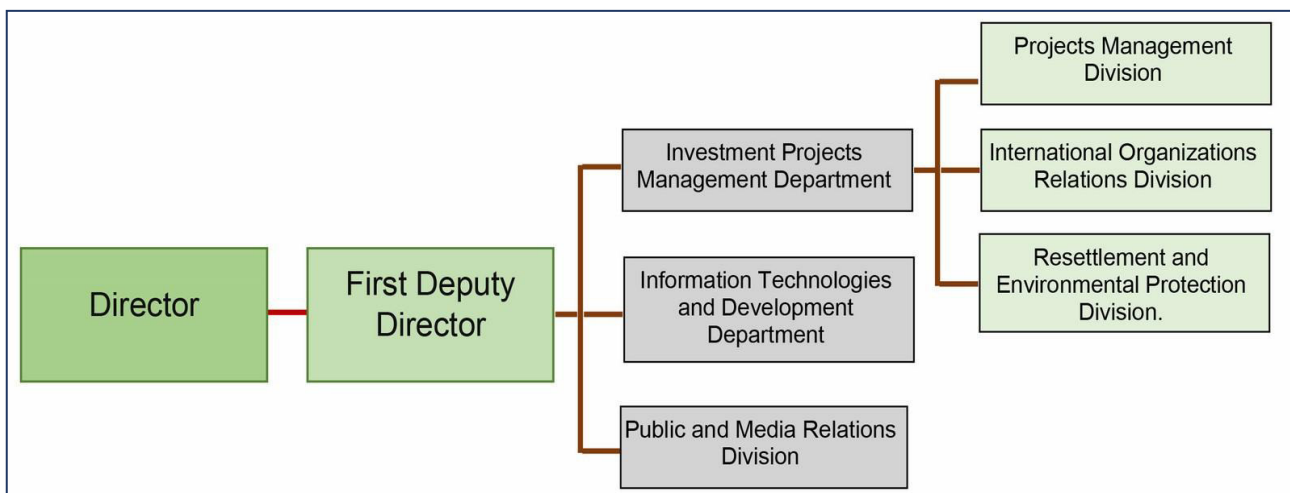 Director
First Deputy
Director
Investment Projects
Management Department
Information Technologies
and Development
Department
Public and Media Relations
Division
Projects Management
Division
International Organizations
Relations Division
Resettlement and
Environmental Protection
Division.